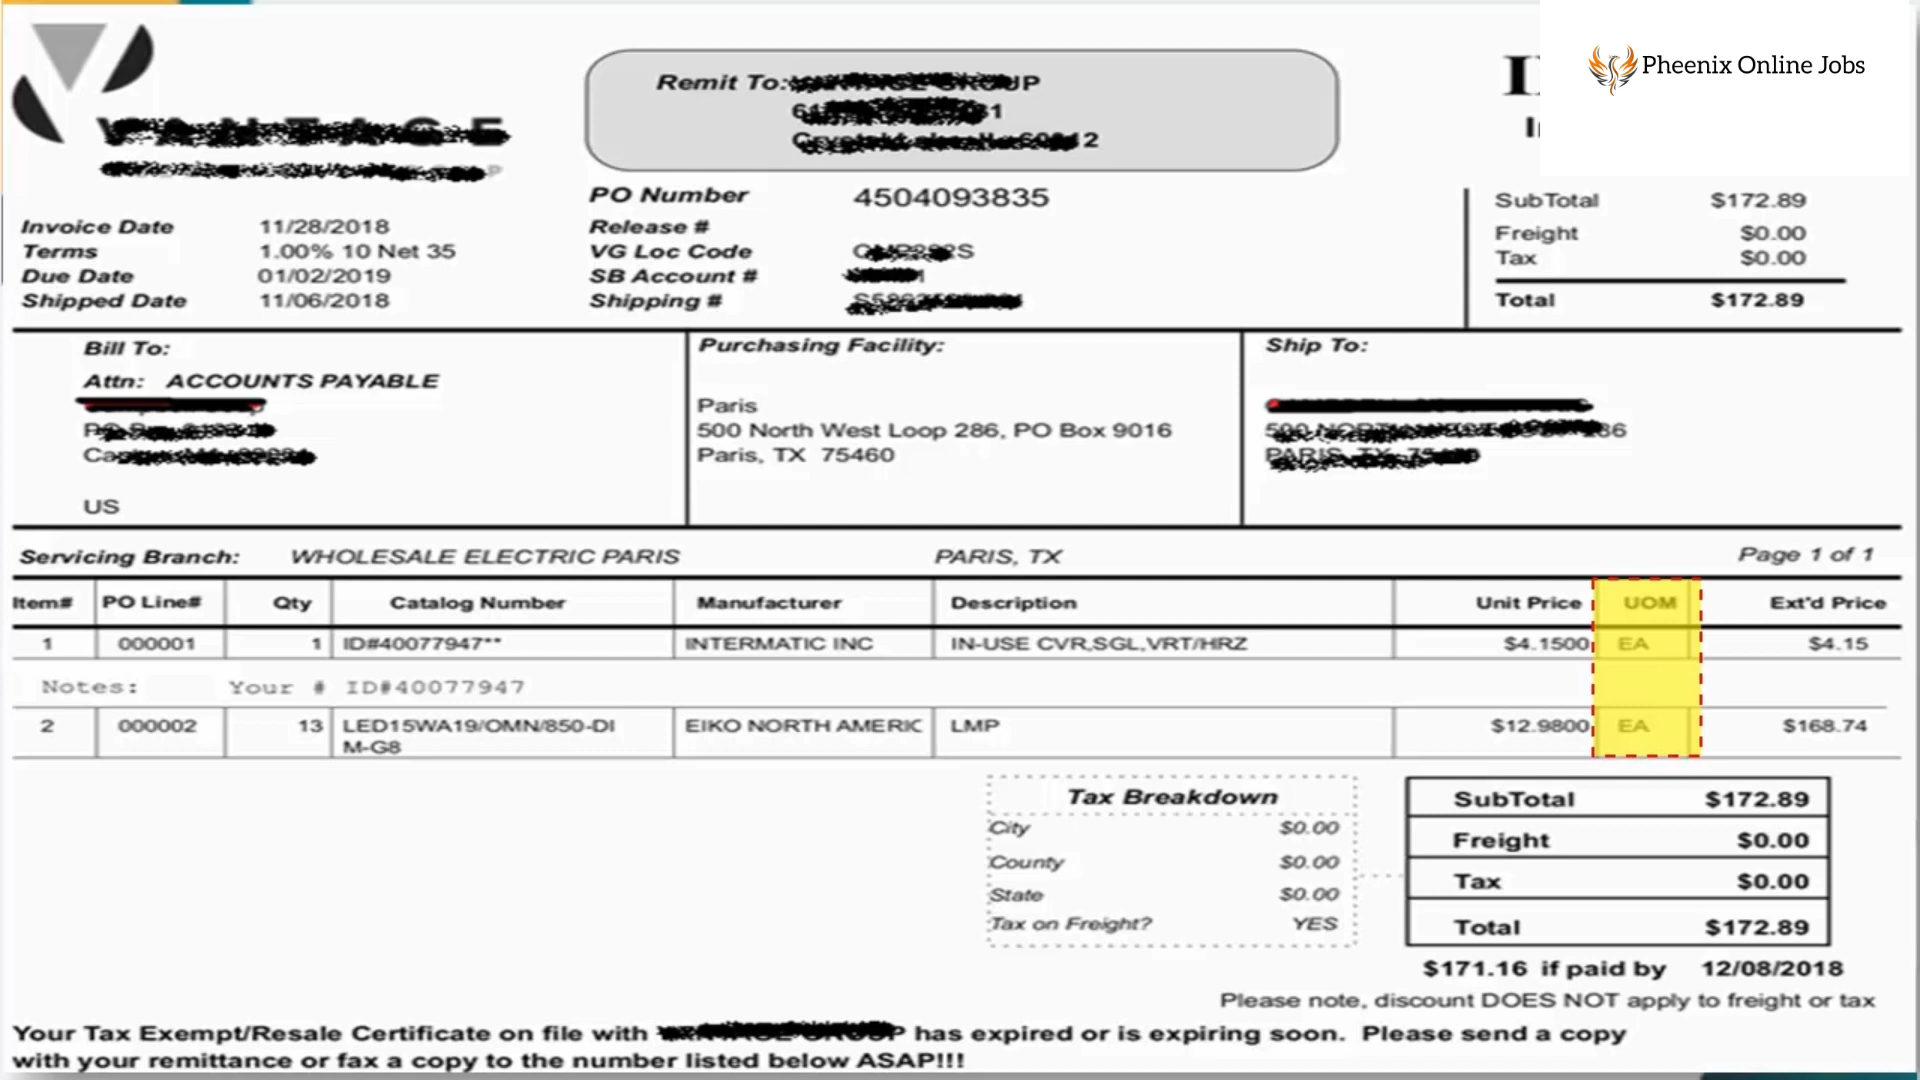 Pheenix Online Jobs
Remit To:
PO Number 4504093835
Invoice Date 11/28/2018
Terms 1.00% 10 Net 35
Due Date 01/02/2019
Shipped Date 11/06/2018
Release #
VG Loc Code
SB Account #
Shipping #
SubTotal $172.89
Freight $0.00
Tax $0.00
Total $172.89
Bill To:
Attn: ACCOUNTS PAYABLE
US
Purchasing Facility:
Paris
500 North West Loop 286, PO Box 9016
Paris, TX 75460
Ship To:
Servicing Branch: WHOLESALE ELECTRIC PARIS PARIS, TX Page 1 of 1
Item# PO Line# Qty Catalog Number Manufacturer Description Unit Price UOM Ext'd Price
1 000001 1 ID#40077947** INTERMATIC INC IN-USE CVR,SGL,VRT/HRZ $4.1500 EA $4.15
Notes: Your # ID#40077947
2 000002 13 LED15WA19/OMN/850-DI EIKO NORTH AMERIC LMP $12.9800 EA $168.74
M-G8
Tax Breakdown
City $0.00
County $0.00
State $0.00
Tax on Freight? YES
SubTotal $172.89
Freight $0.00
Tax $0.00
Total $172.89
$171.16 if paid by 12/08/2018
Please note, discount DOES NOT apply to freight or tax
Your Tax Exempt/Resale Certificate on file with has expired or is expiring soon. Please send a copy
with your remittance or fax a copy to the number listed below ASAP!!!